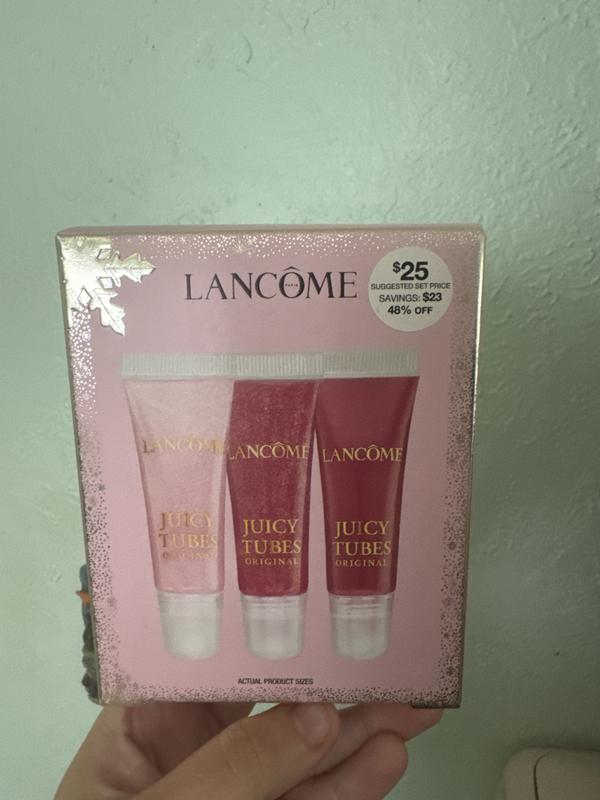 LANCÔME
PARIS
$25
SUGGESTED SET PRICE
SAVINGS: $23
48% OFF
LANCÔME
JUICY
TUBES
ORIGINAL
LANCÔME
JUICY
TUBES
ORIGINAL
LANCÔME
JUICY
TUBES
ORIGINAL
ACTUAL PRODUCT SIZES